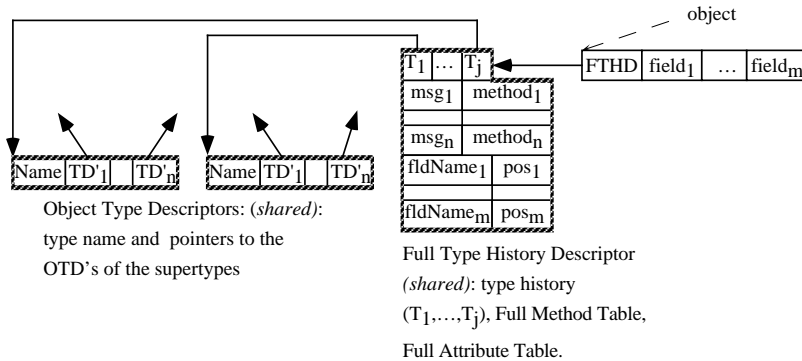 object
T1 … Tj
FTHD field1 … fieldm
msg1 method1
msgn methodn
Name TD'1 TD'n
Name TD'1 TD'n
fldName1 pos1
fldNamem posm
Object Type Descriptors: (shared):
type name and pointers to the
OTD's of the supertypes
Full Type History Descriptor
(shared): type history
(T1,…,Tj), Full Method Table,
Full Attribute Table.